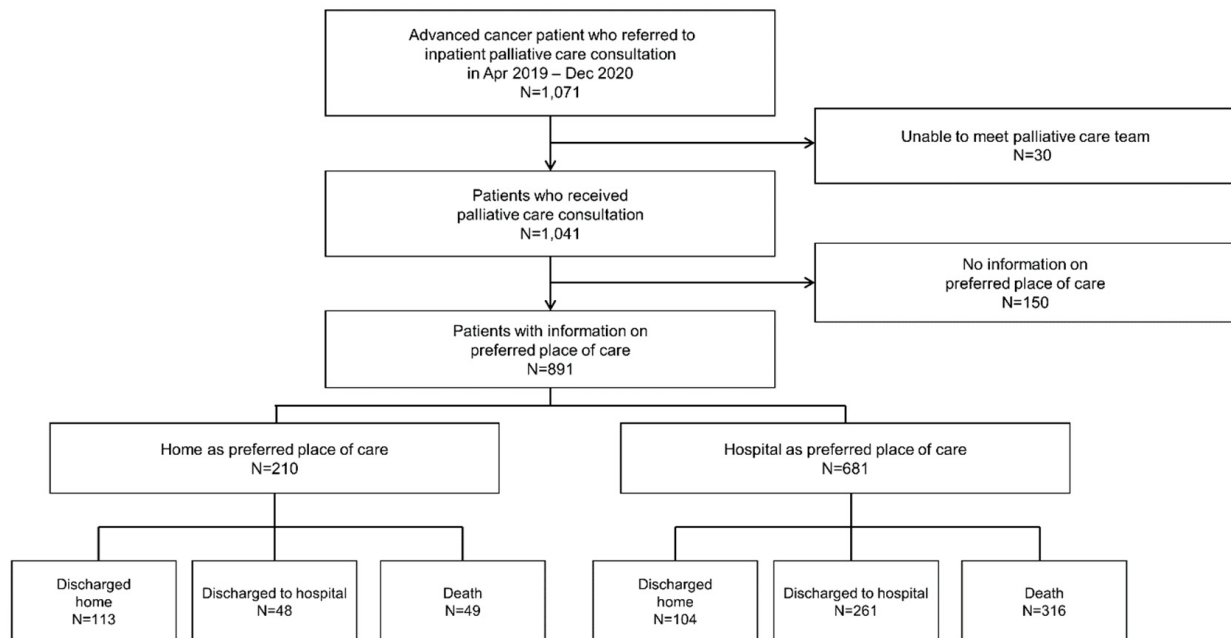 Advanced cancer patient who referred to
inpatient palliative care consultation
in Apr 2019 – Dec 2020
N=1,071
Unable to meet palliative care team
N=30
Patients who received
palliative care consultation
N=1,041
No information on
preferred place of care
N=150
Patients with information on
preferred place of care
N=891
Home as preferred place of care
N=210
Hospital as preferred place of care
N=681
Discharged
home
N=113
Discharged to hospital
N=48
Death
N=49
Discharged
home
N=104
Discharged to hospital
N=261
Death
N=316